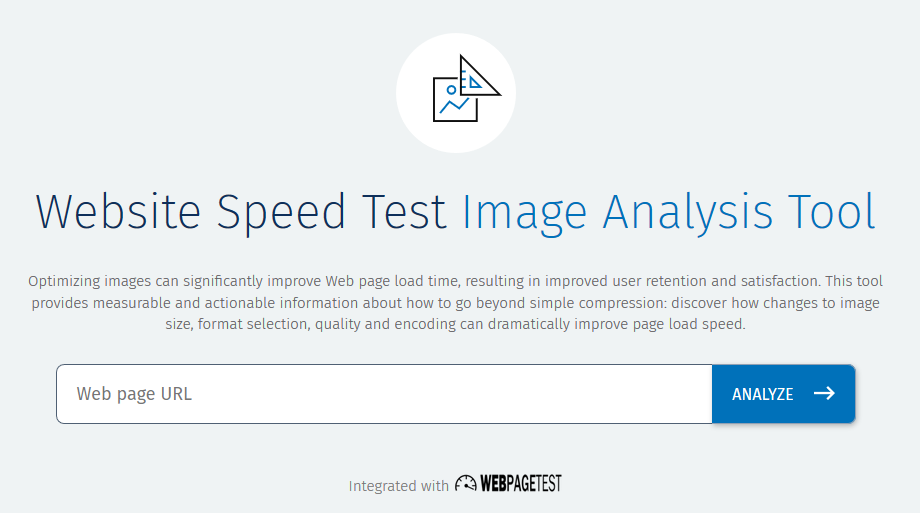 Website Speed Test Image Analysis Tool
Optimizing images can significantly improve Web page load time, resulting in improved user retention and satisfaction. This tool
provides measurable and actionable information about how to go beyond simple compression: discover how changes to image
size, format selection, quality and encoding can dramatically improve page load speed.
Web page URL
ANALYZE
Integrated with WEBPAGETEST